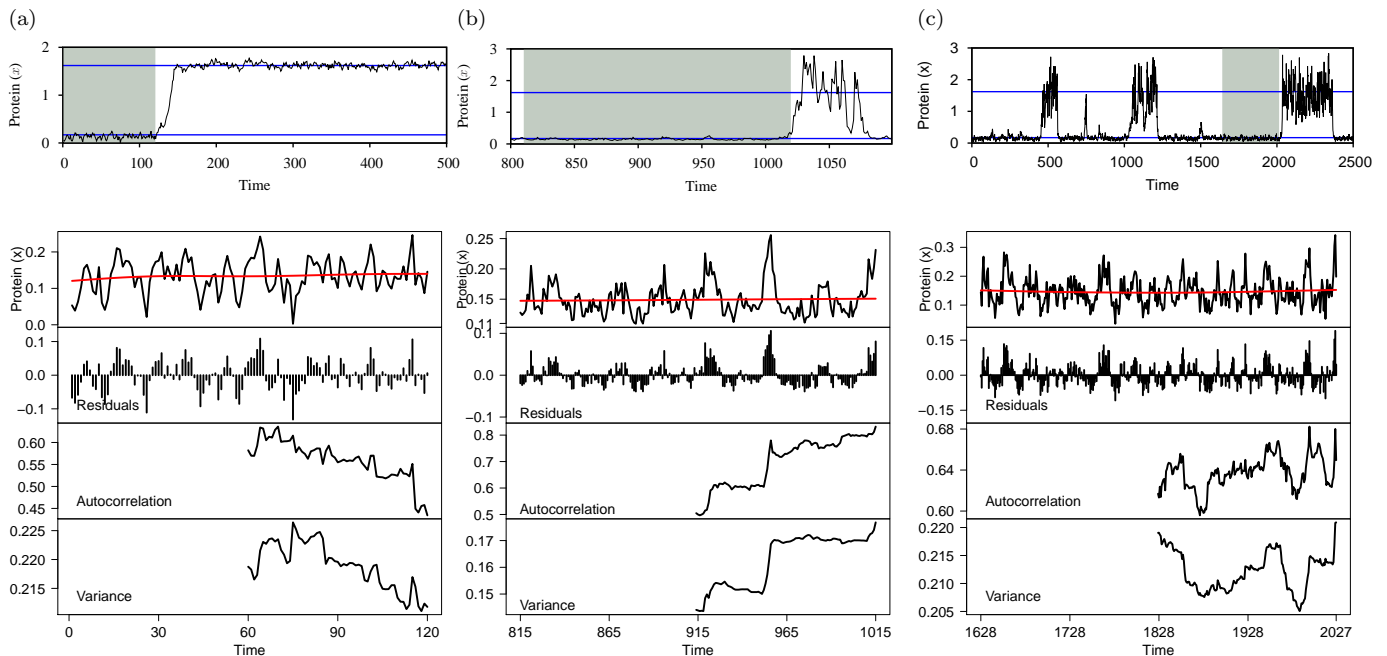 (a)
(b)
(c)
Protein (x)
2
1
0
0 100 200 300 400 500
Time
Protein (x)
3
2
1
0
800 850 900 950 1000 1050
Time
Protein (x)
3
2
1
0
0 500 1000 1500 2000 2500
Time
Protein (x)
0.2
0.1
0.0
0.1
0.0
−0.1
Residuals
0.60
0.55
0.50
0.45
Autocorrelation
0.225
0.220
0.215
Variance
0 30 60 90 120
Time
Protein (x)
0.25
0.20
0.15
0.11
0.1
0.0
−0.1
Residuals
0.8
0.7
0.6
0.5
Autocorrelation
0.17
0.16
0.15
Variance
815 865 915 965 1015
Time
Protein (x)
0.3
0.2
0.1
0.15
0.00
−0.15
Residuals
0.68
0.64
0.60
Autocorrelation
0.220
0.215
0.210
0.205
Variance
1628 1728 1828 1928 2027
Time